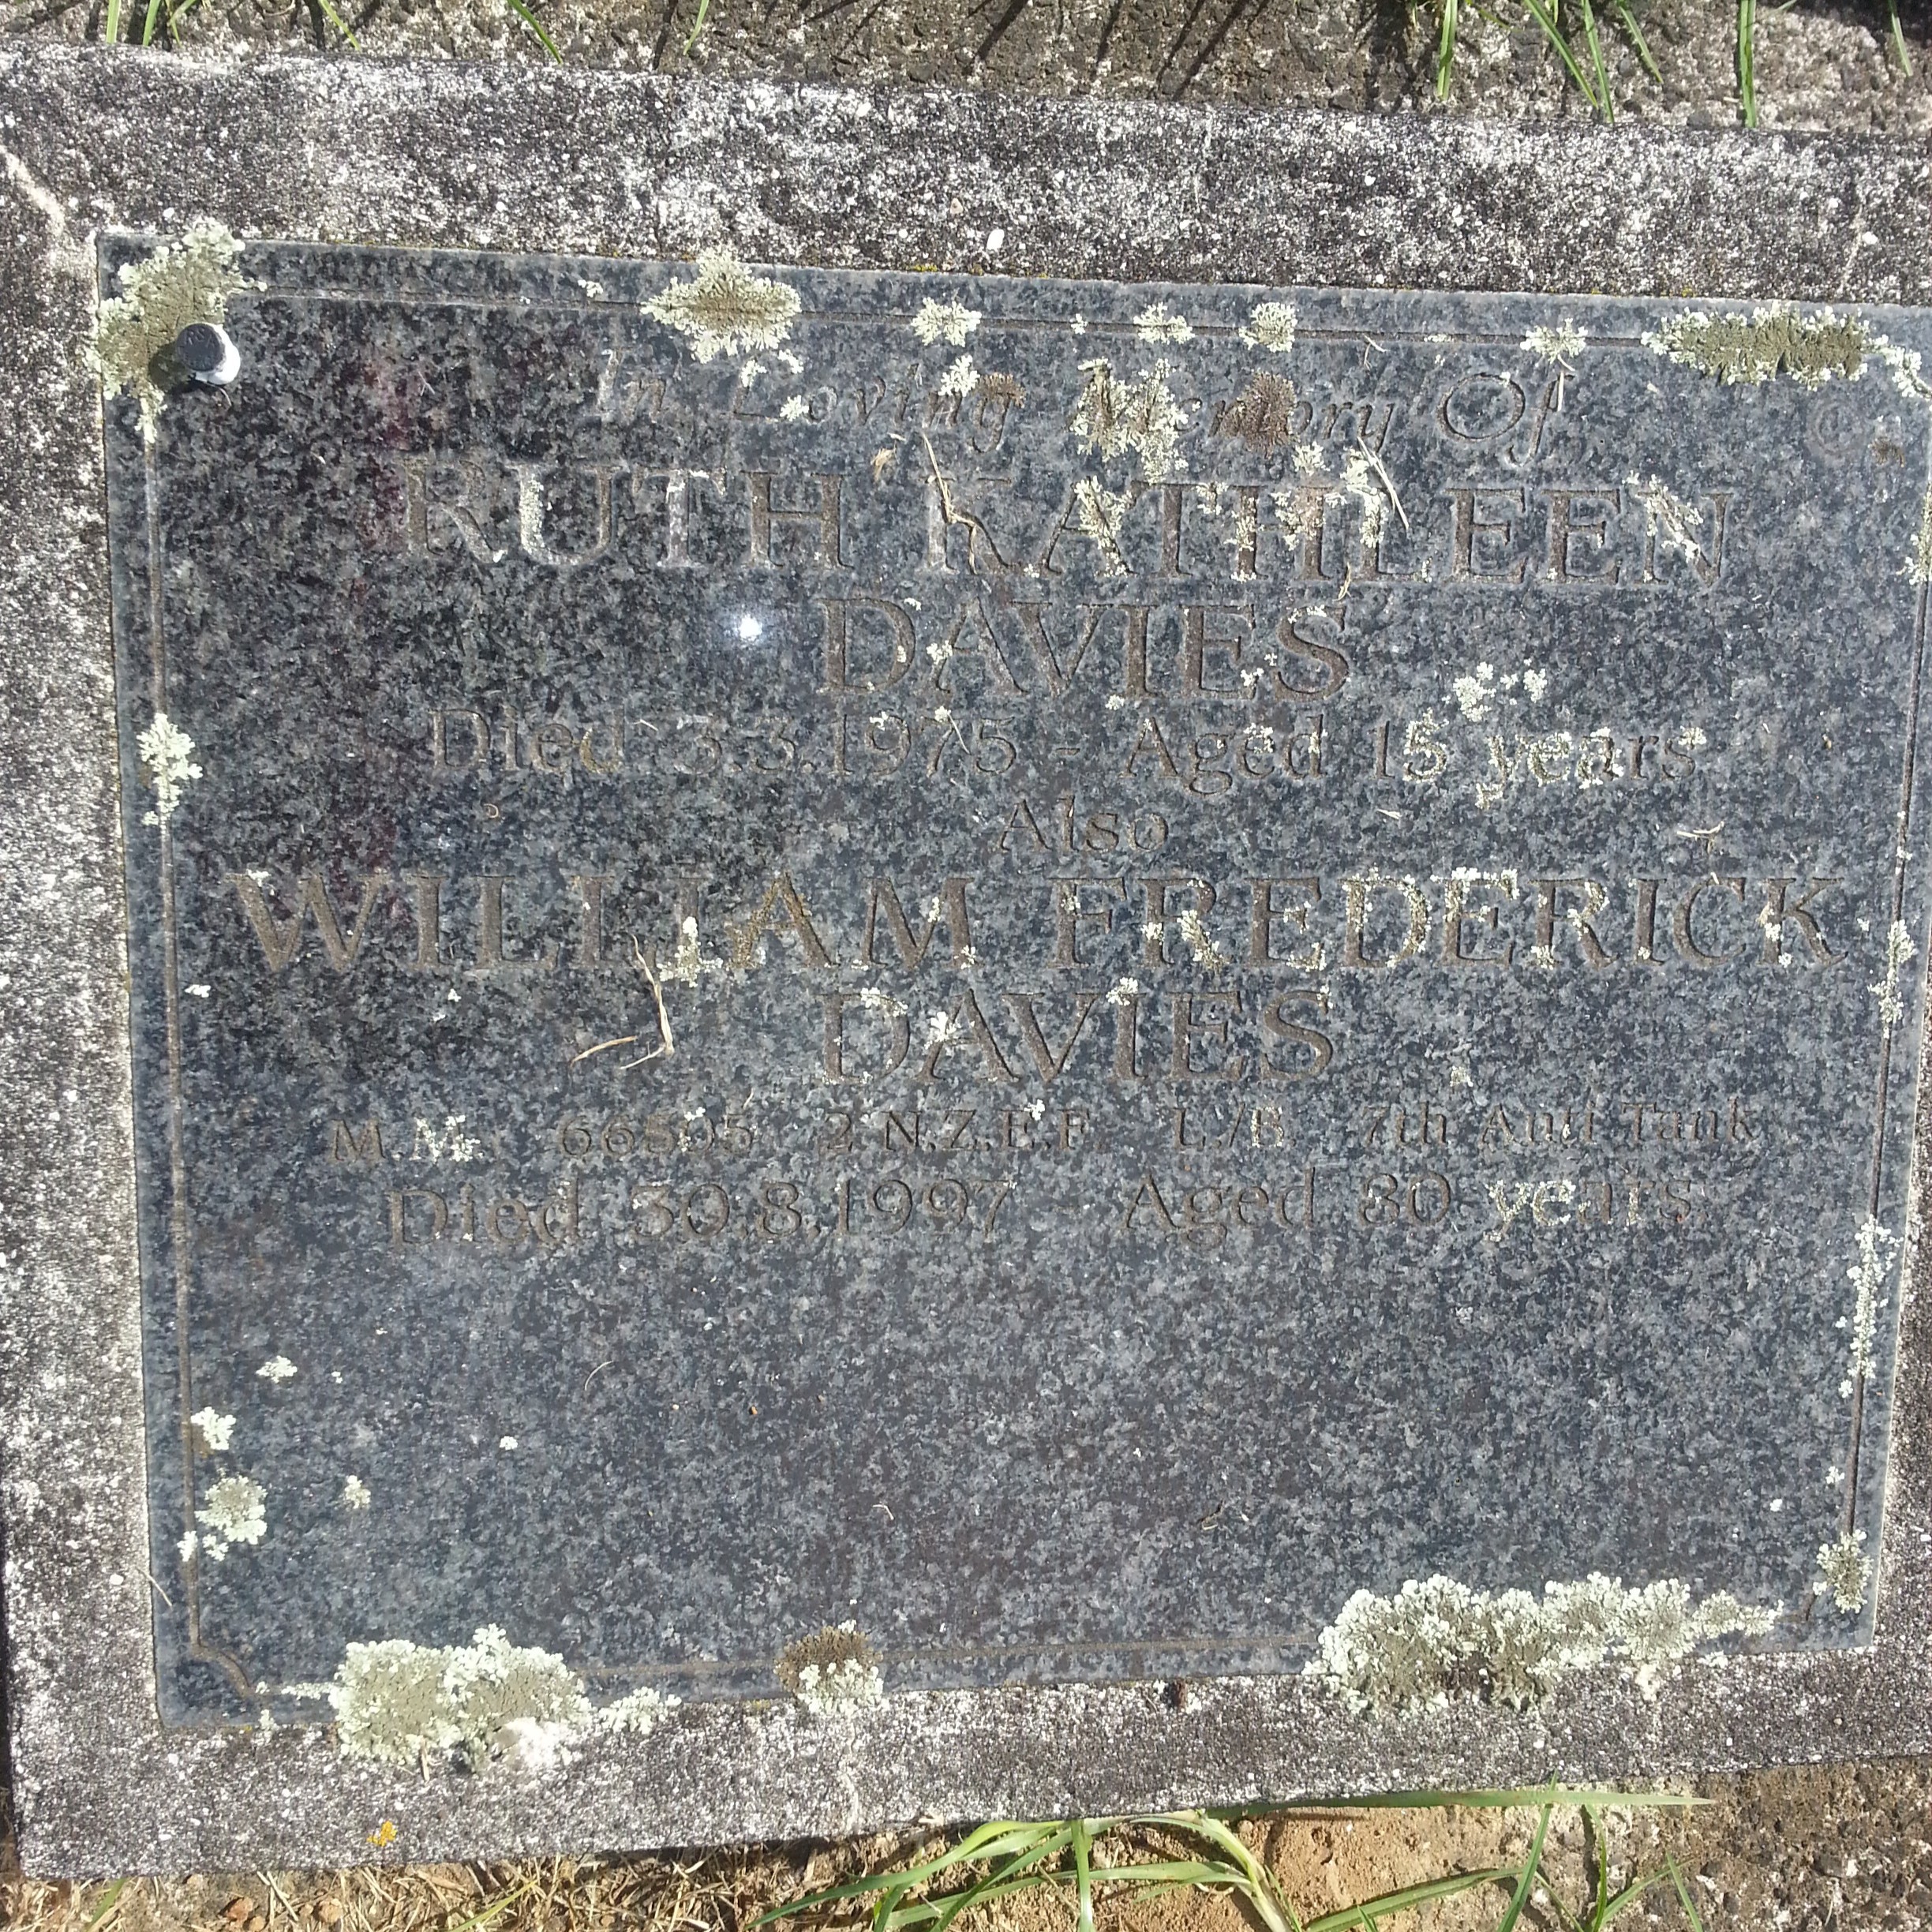 In Loving Memory Of
RUTH KATHLEEN
DAVIES
Died 3.3.1975 - Aged 15 years
Also
WILLIAM FREDERICK
DAVIES
M.M. 66505 2 N.Z.E.F. L/B 7th Anti Tank
Died 30.8.1997 - Aged 80 years